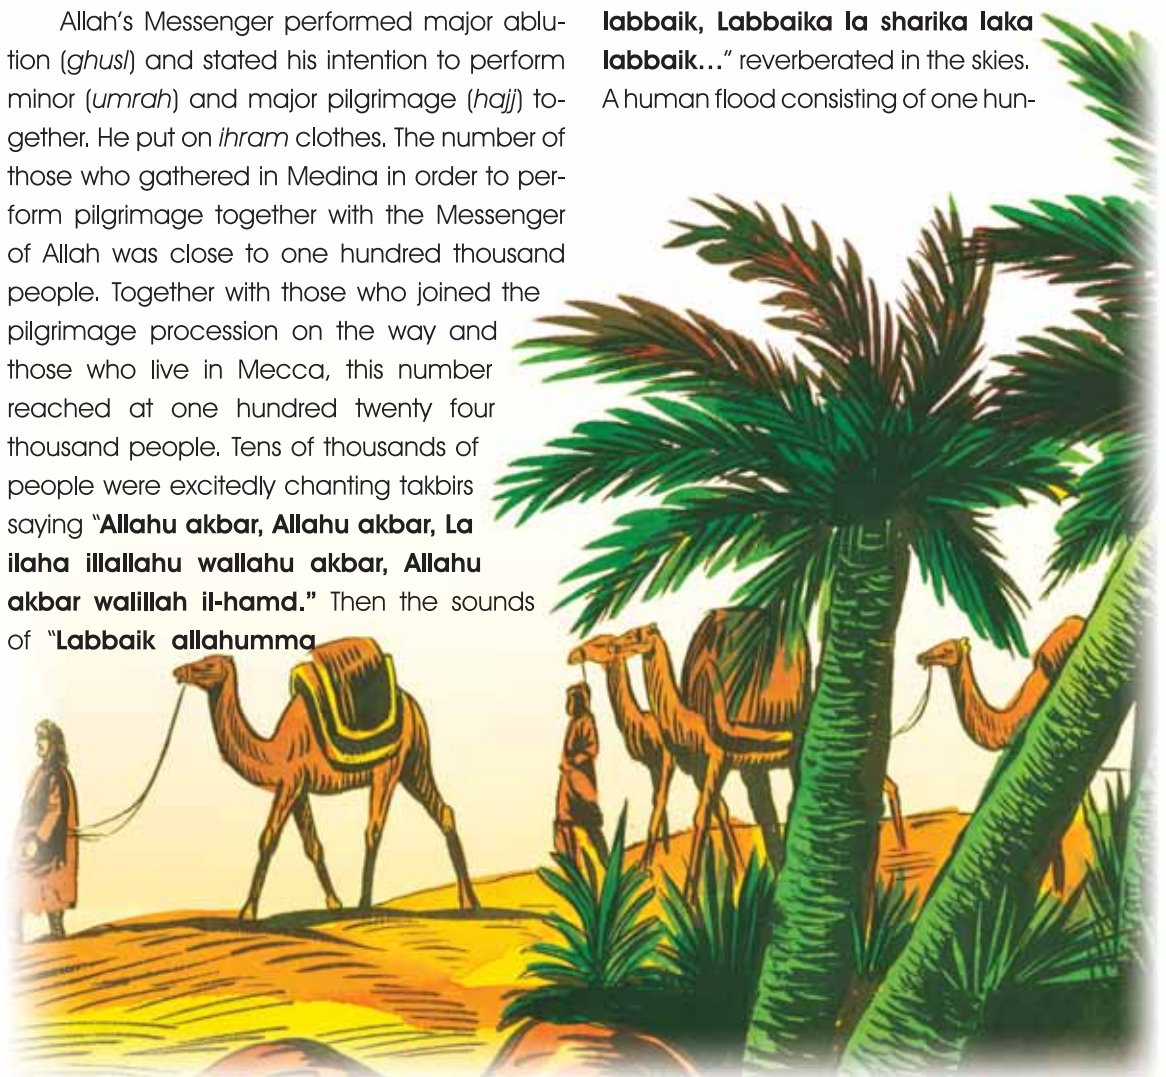 Allah’s Messenger performed major ablu-
tion (ghusl) and stated his intention to perform
minor (umrah) and major pilgrimage (hajj) to-
gether. He put on ihram clothes. The number of
those who gathered in Medina in order to per-
form pilgrimage together with the Messenger
of Allah was close to one hundred thousand
people. Together with those who joined the
pilgrimage procession on the way and
those who live in Mecca, this number
reached at one hundred twenty four
thousand people. Tens of thousands of
people were excitedly chanting takbirs
saying “Allahu akbar, Allahu akbar, La
ilaha illallahu wallahu akbar, Allahu
akbar walillah il-hamd.” Then the sounds
of “Labbaik allahumma
labbaik, Labbaika la sharika laka
labbaik...” reverberated in the skies.
A human flood consisting of one hun-